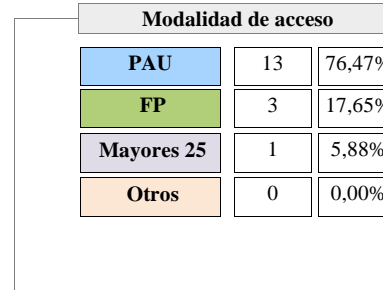 Modalidad de acceso
PAU 13 76,47%
FP 3 17,65%
Mayores 25 1 5,88%
Otros 0 0,00%